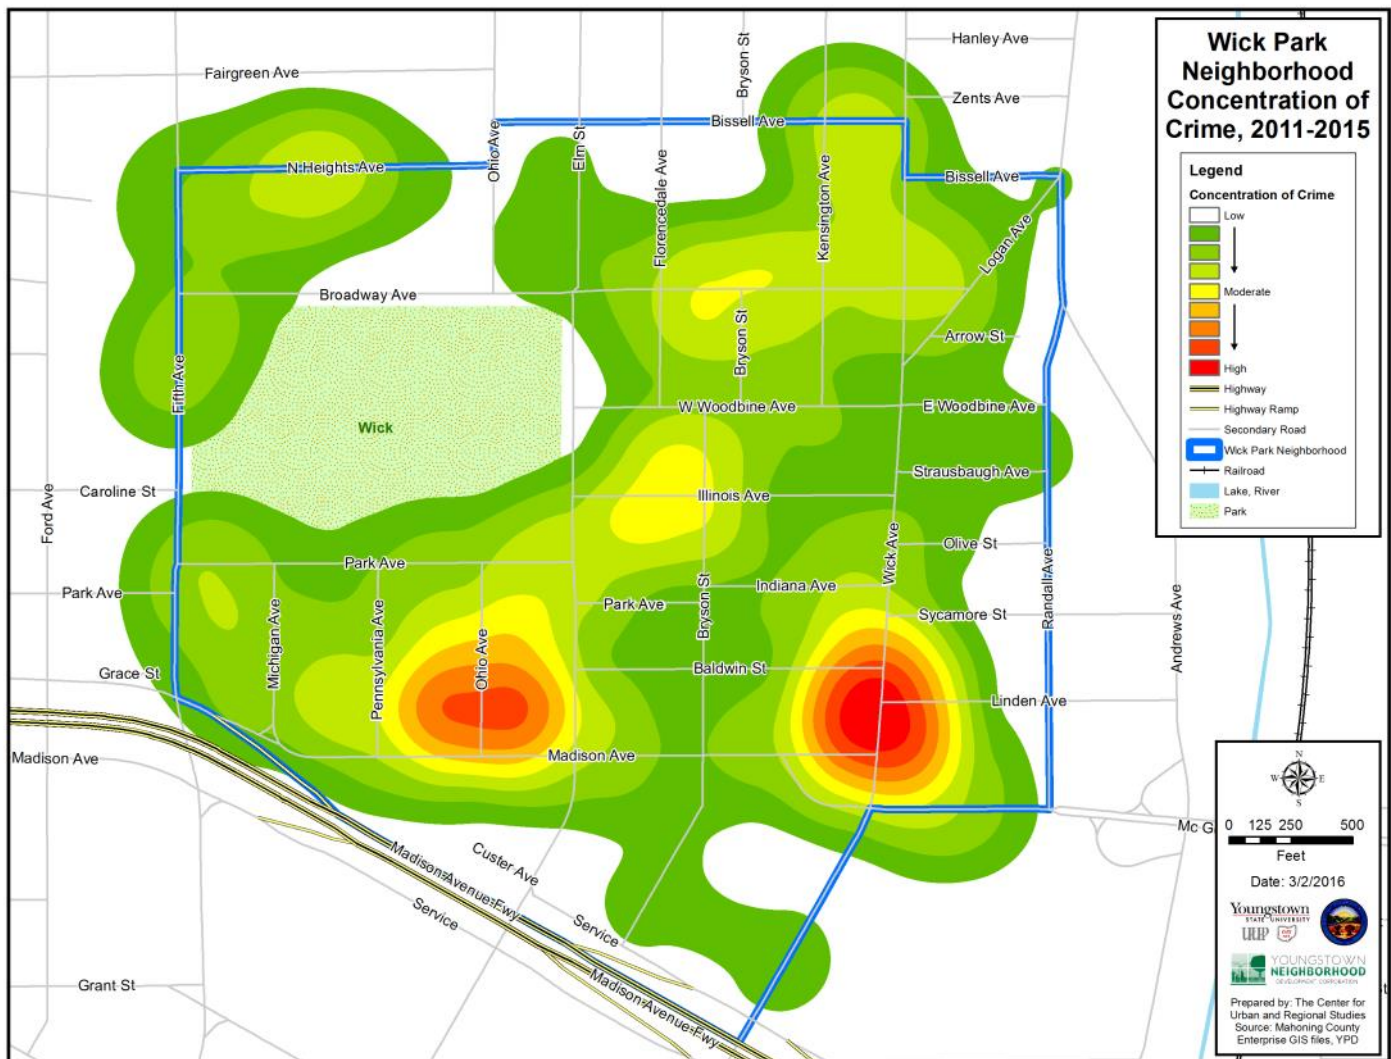 Wick Park
Neighborhood
Concentration of
Crime, 2011-2015
Legend
Concentration of Crime
Low
Moderate
High
Highway
Highway Ramp
Secondary Road
Wick Park Neighborhood
Railroad
Lake, River
Park
Hanley Ave
Fairgreen Ave
Bryson St
Zents Ave
Bissell Ave
Ohio Ave
Elm St
N Heights Ave
Bissell Ave
Florencedale Ave
Kensington Ave
Logan Ave
Broadway Ave
Arrow St
Bryson St
Fifth Ave
W Woodbine Ave
E Woodbine Ave
Wick
Strausbaugh Ave
Caroline St
Illinois Ave
Ford Ave
Wick Ave
Olive St
Park Ave
Randall Ave
Indiana Ave
Park Ave
Park Ave
Bryson St
Sycamore St
Andrews Ave
Michigan Ave
Pennsylvania Ave
Ohio Ave
Baldwin St
Grace St
Linden Ave
Madison Ave
Madison Ave
Mc G
Custer Ave
Madison Avenue Fwy
Service
Service
Madison Avenue Fwy
Grant St
N
W E
S
0 125 250 500
Feet
Date: 3/2/2016
Youngstown
STATE UNIVERSITY
YOUNGSTOWN
NEIGHBORHOOD
DEVELOPMENT CORPORATION
Prepared by: The Center for
Urban and Regional Studies
Source: Mahoning County
Enterprise GIS files, YPD